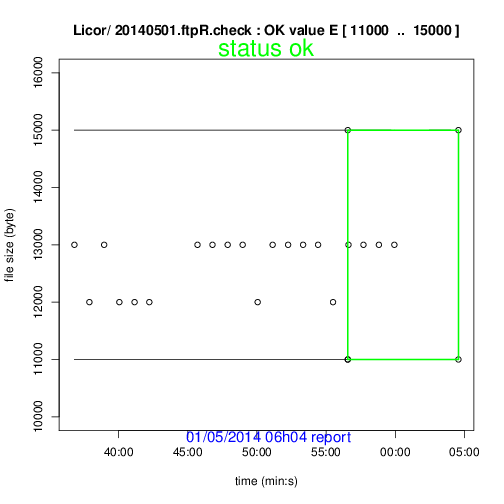 Licor/ 20140501.ftpR.check : OK value E [ 11000 .. 15000 ]
status ok
16000
15000
14000
13000
12000
11000
10000
file size (byte)
01/05/2014 06h04 report
40:00 45:00 50:00 55:00 00:00 05:00
time (min:s)